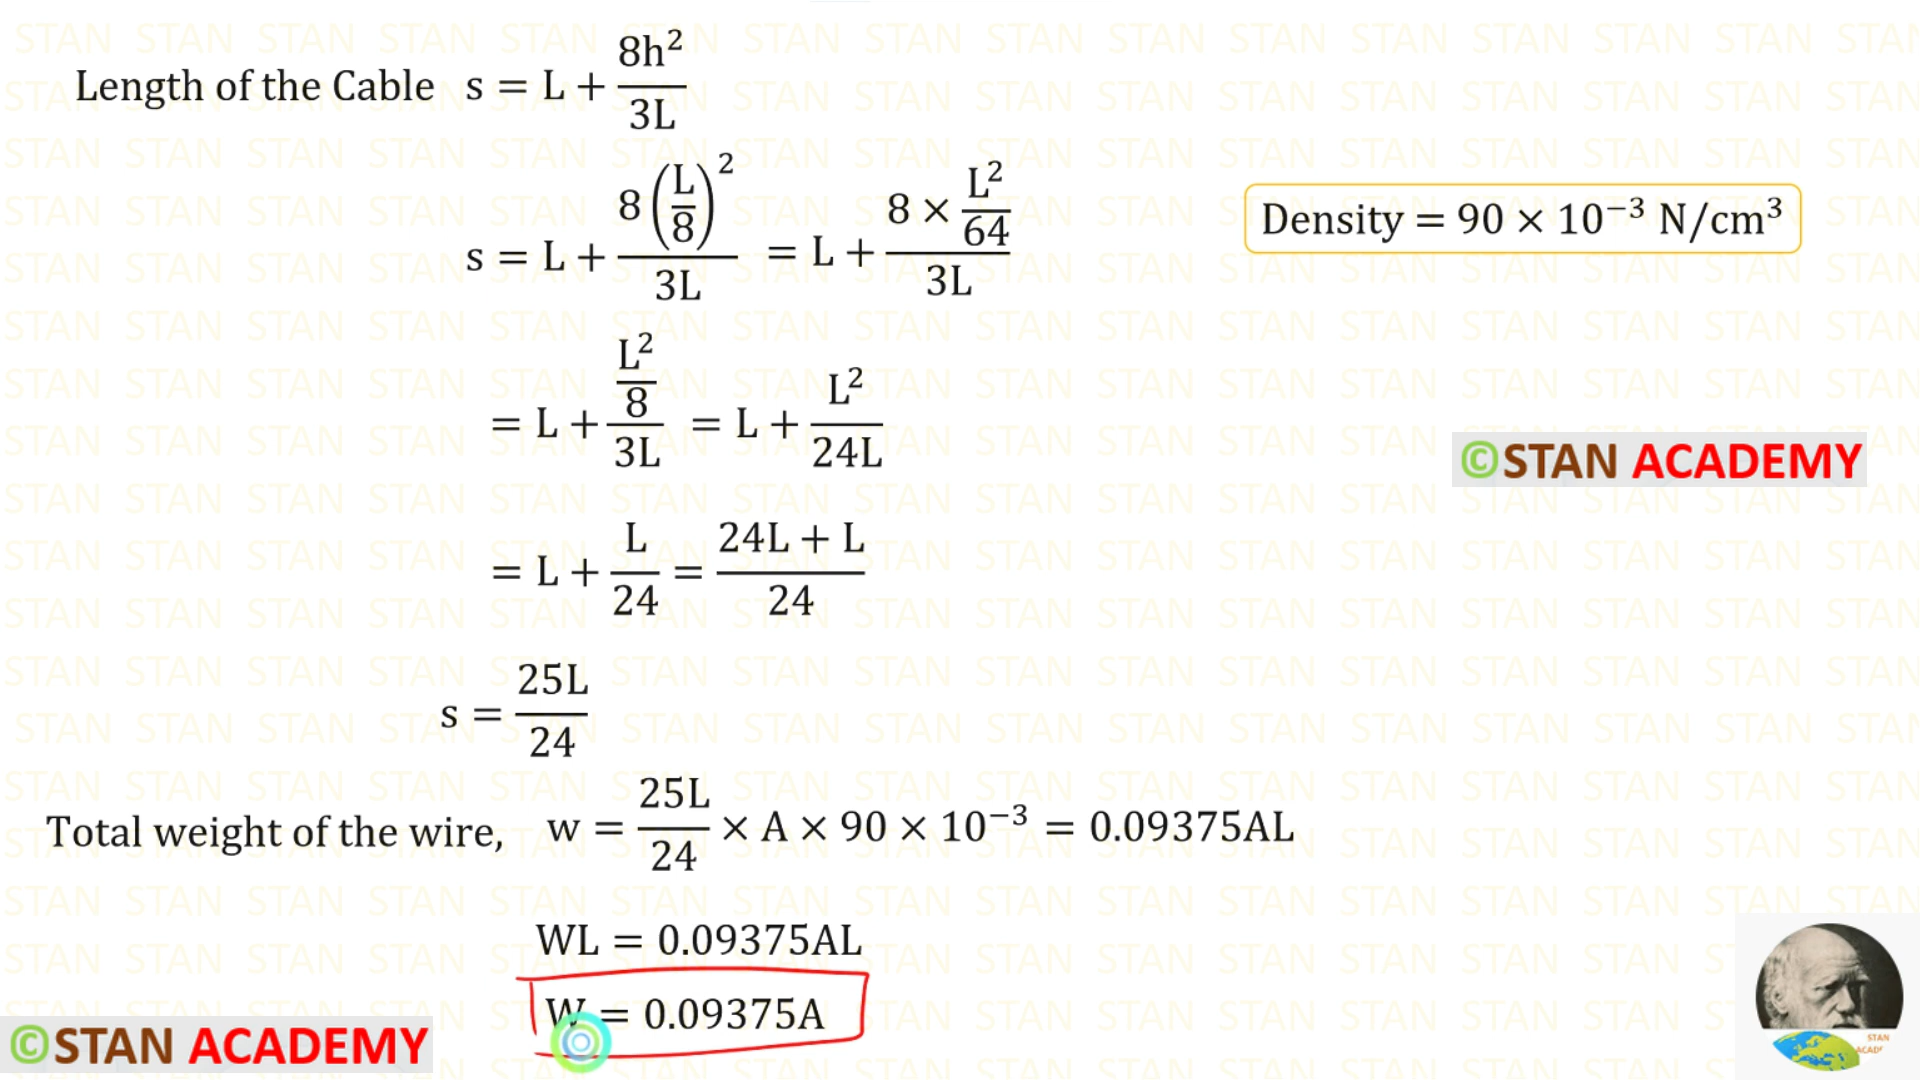 Length of the Cable s = L + 8h²/3L
s = L + 8(L/8)²/3L = L + 8 × L²/64/3L
Density = 90 × 10⁻³ N/cm³
= L + L²/8/3L = L + L²/24L
©STAN ACADEMY
= L + L/24 = 24L + L/24
s = 25L/24
Total weight of the wire, w = 25L/24 × A × 90 × 10⁻³ = 0.09375AL
WL = 0.09375AL
W = 0.09375A
©STAN ACADEMY
STAN